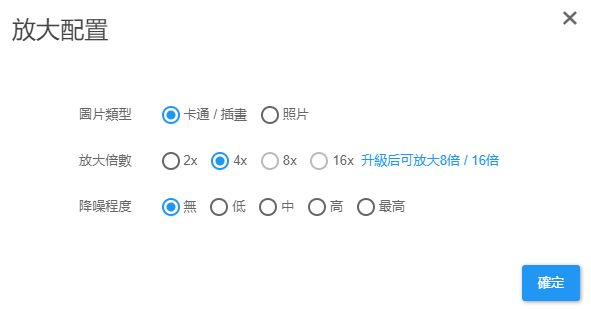 放大配置
圖片類型 卡通 / 插畫 照片
放大倍數 2x 4x 8x 16x 升級后可放大8倍 / 16倍
降噪程度 無 低 中 高 最高
確定